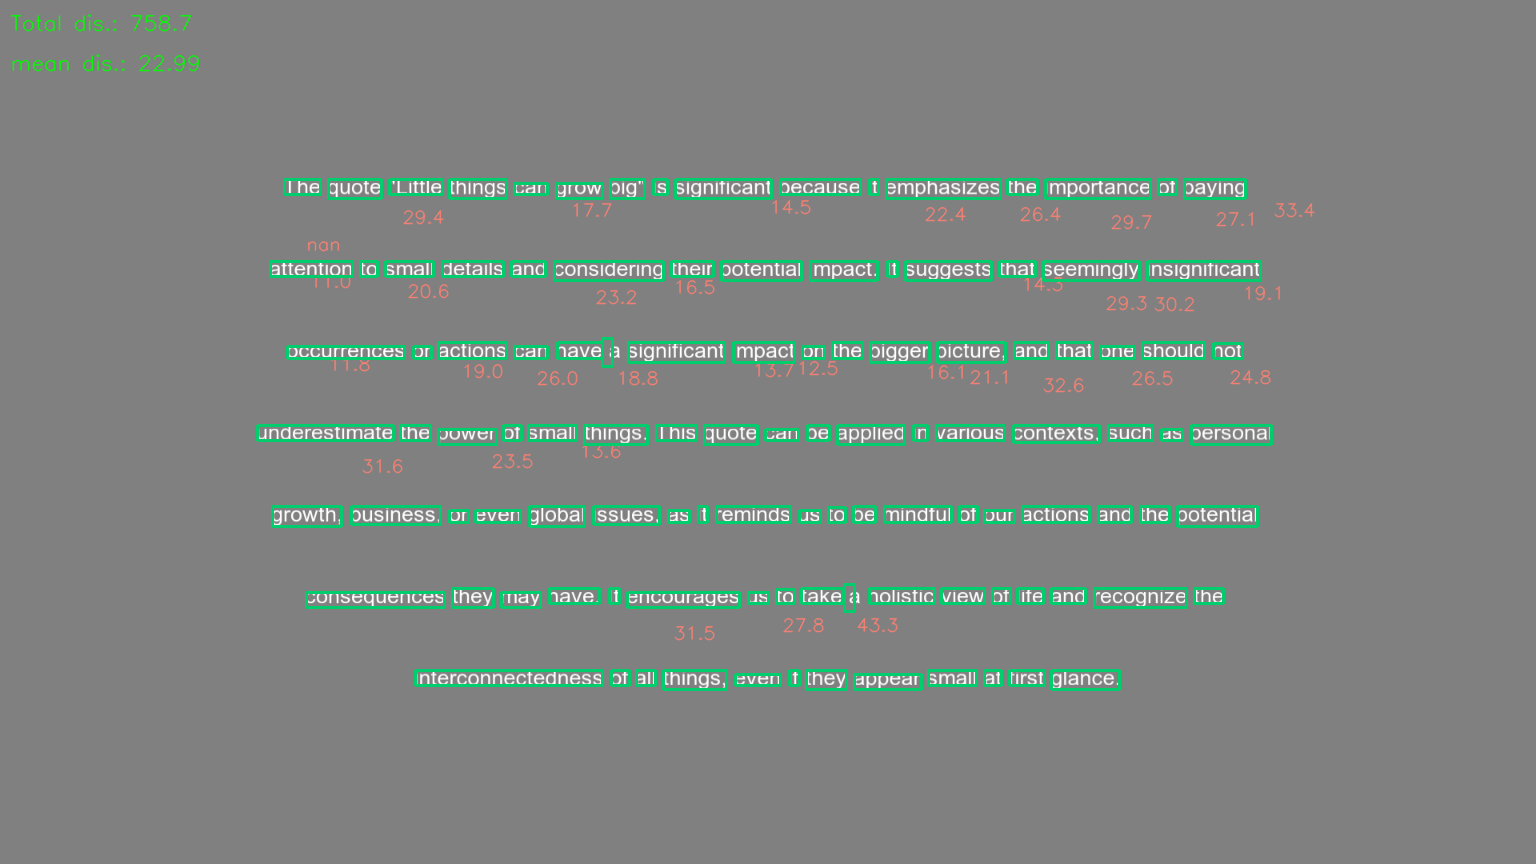 Total dis.: 758.7
mean dis.: 22.99
The quote "Little things can grow big" is significant because it emphasizes the importance of paying
29.4 17.7 14.5 22.4 26.4 29.7 27.1 33.4
nan
attention to small details and considering their potential impact. It suggests that seemingly insignificant
11.0 20.6 23.2 16.5 14.3 29.3 30.2 19.1
occurrences or actions can have a significant impact on the bigger picture, and that one should not
11.8 19.0 26.0 18.8 13.7 12.5 16.1 21.1 32.6 26.5 24.8
underestimate the power of small things. This quote can be applied in various contexts, such as personal
31.6 23.5 13.6
growth, business, or even global issues, as it reminds us to be mindful of our actions and the potential
consequences they may have. It encourages us to take a holistic view of life and recognize the
31.5 27.8 43.3
interconnectedness of all things, even if they appear small at first glance.